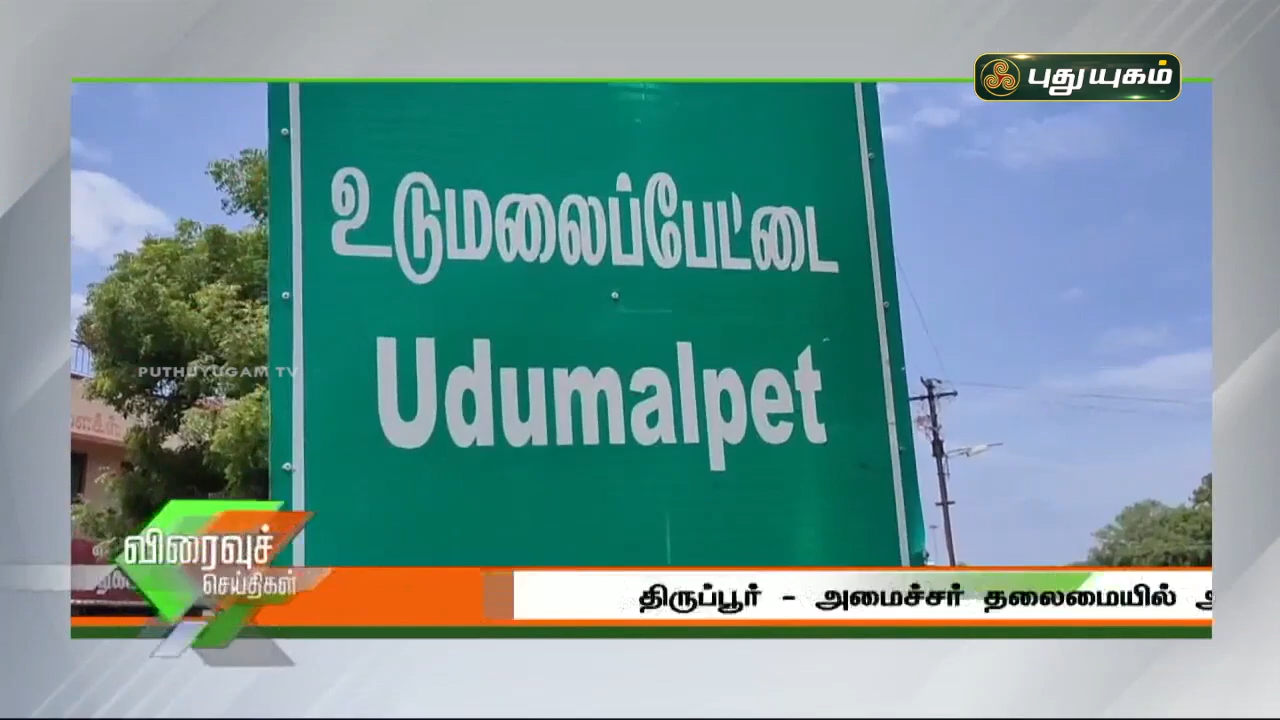 புதுயுகம்
உடுமலைப்பேட்டை
Udumalpet
PUTHUYUGAM TV
விரைவுச்
செய்திகள்
திருப்பூர் - அமைச்சர் தலைமையில்